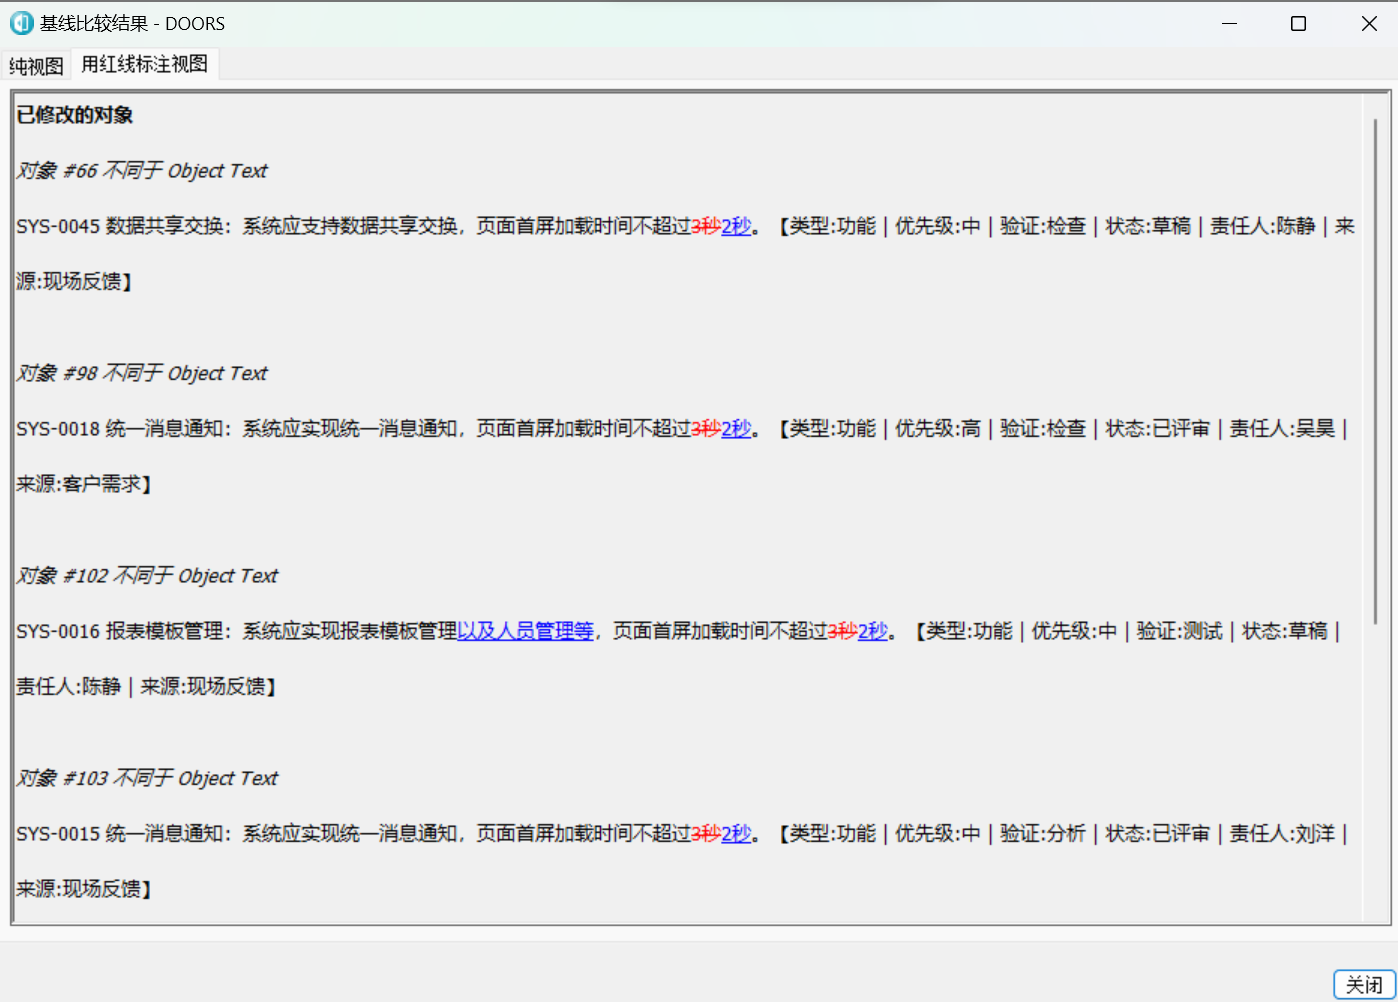 基线比较结果 - DOORS
纯视图 用红线标注视图
已修改的对象
对象 #66 不同于 Object Text
SYS-0045 数据共享交换：系统应支持数据共享交换，页面首屏加载时间不超过3秒2秒。【类型:功能 | 优先级:中 | 验证:检查 | 状态:草稿 | 责任人:陈静 | 来
源:现场反馈】
对象 #98 不同于 Object Text
SYS-0018 统一消息通知：系统应实现统一消息通知，页面首屏加载时间不超过3秒2秒。【类型:功能 | 优先级:高 | 验证:检查 | 状态:已评审 | 责任人:吴昊 |
来源:客户需求】
对象 #102 不同于 Object Text
SYS-0016 报表模板管理：系统应实现报表模板管理以及人员管理等，页面首屏加载时间不超过3秒2秒。【类型:功能 | 优先级:中 | 验证:测试 | 状态:草稿 |
责任人:陈静 | 来源:现场反馈】
对象 #103 不同于 Object Text
SYS-0015 统一消息通知：系统应实现统一消息通知，页面首屏加载时间不超过3秒2秒。【类型:功能 | 优先级:中 | 验证:分析 | 状态:已评审 | 责任人:刘洋 |
来源:现场反馈】
关闭